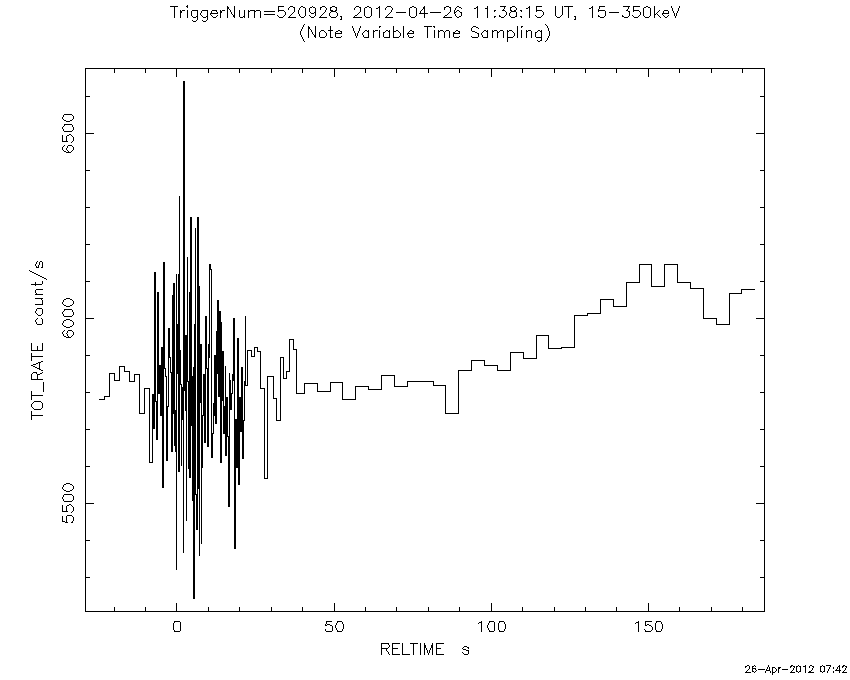 TriggerNum=520928, 2012-04-26 11:38:15 UT, 15-350keV
(Note Variable Time Sampling)
TOT_RATE count/s
6500
6000
5500
0 50 100 150
RELTIME s
26-Apr-2012 07:42